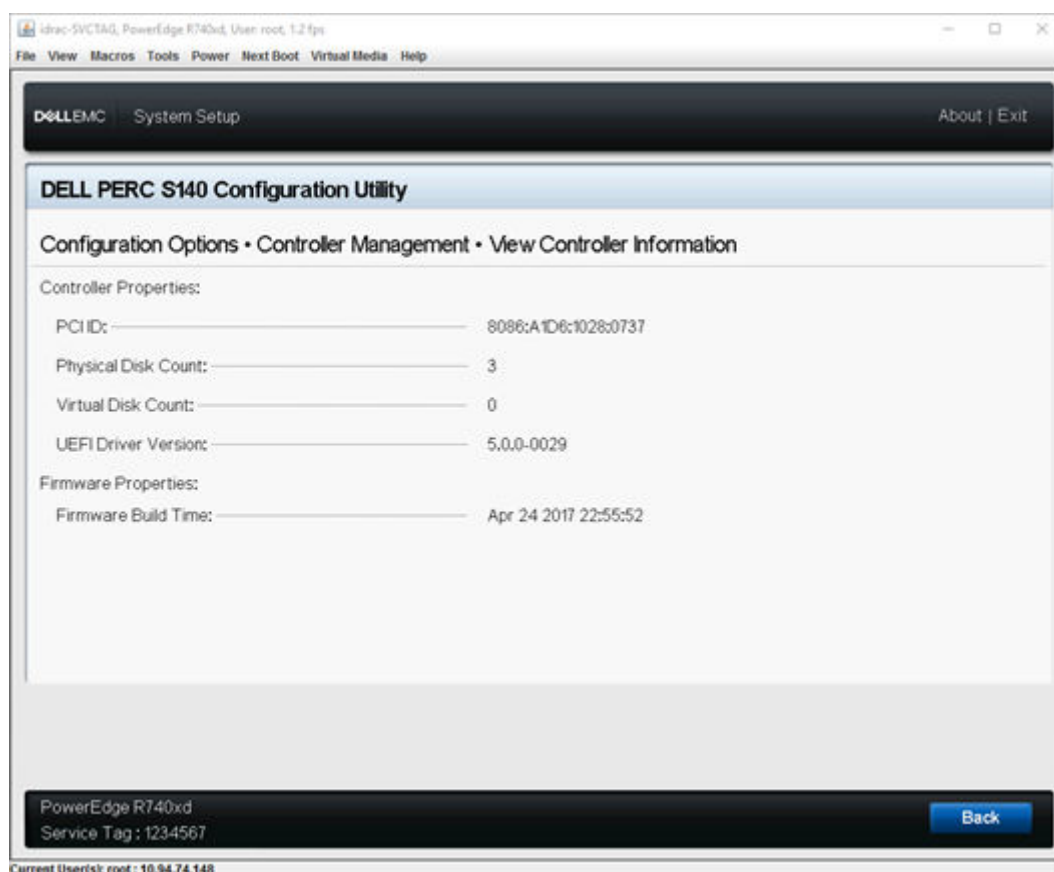 idrac-SVCTAG, PowerEdge R740xd, User: root, 1.2 fps
File View Macros Tools Power Next Boot Virtual Media Help
DELLEMC System Setup About | Exit
DELL PERC S140 Configuration Utility
Configuration Options • Controller Management • View Controller Information
Controller Properties:
PCI ID: 8086:A1D6:1028:0737
Physical Disk Count: 3
Virtual Disk Count: 0
UEFI Driver Version: 5.0.0-0029
Firmware Properties:
Firmware Build Time: Apr 24 2017 22:55:52
PowerEdge R740xd
Service Tag : 1234567
Back
Current User(s): root : 10.94.74.148